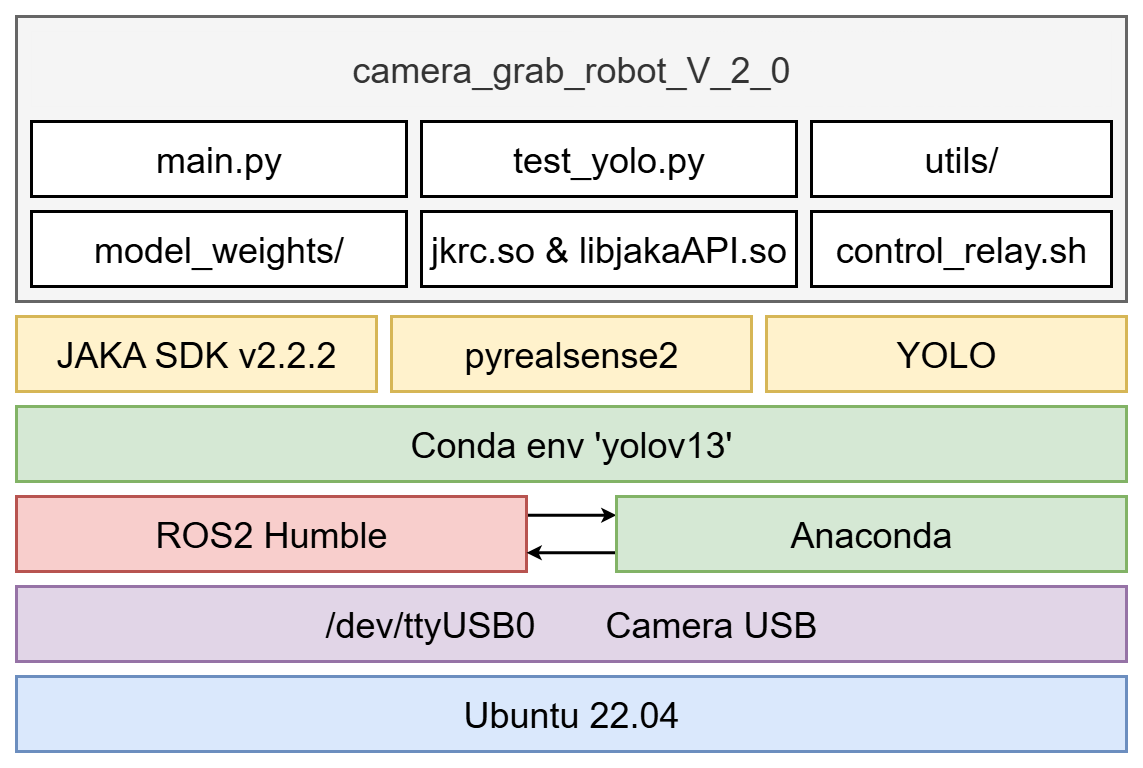 camera_grab_robot_V_2_0
main.py
test_yolo.py
utils/
model_weights/
jkrc.so & libjakaAPI.so
control_relay.sh
JAKA SDK v2.2.2
pyrealsense2
YOLO
Conda env 'yolov13'
ROS2 Humble
Anaconda
/dev/ttyUSB0
Camera USB
Ubuntu 22.04